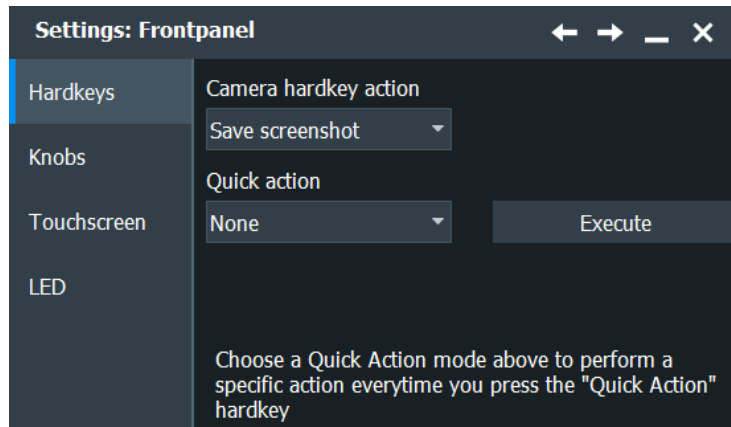 Settings: Frontpanel
Hardkeys
Knobs
Touchscreen
LED
Camera hardkey action
Save screenshot
Quick action
None
Execute
Choose a Quick Action mode above to perform a
specific action everytime you press the "Quick Action"
hardkey